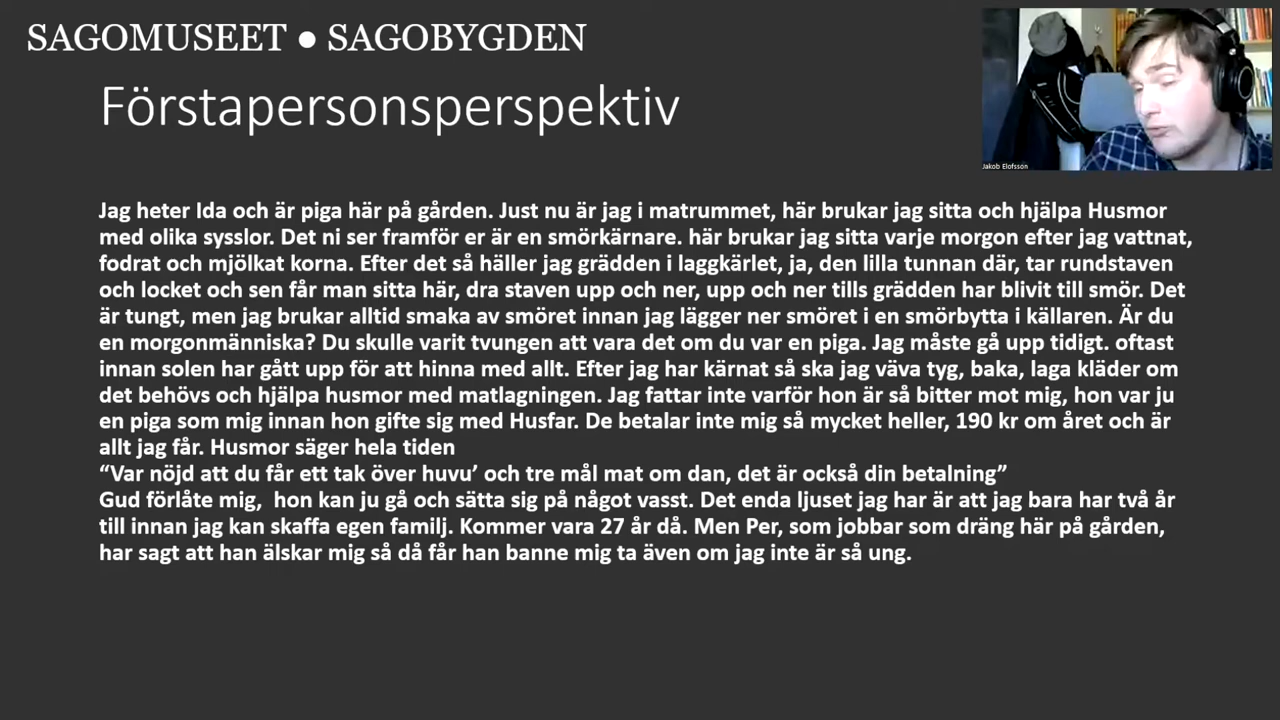 SAGOMUSEET ● SAGOBYGDEN
Förstapersonsperspektiv
Jakob Elofsson
Jag heter Ida och är piga här på gården. Just nu är jag i matrummet, här brukar jag sitta och hjälpa Husmor
med olika sysslor. Det ni ser framför er är en smörkärnare. här brukar jag sitta varje morgon efter jag vattnat,
fodrat och mjölkat korna. Efter det så häller jag grädden i laggkärlet, ja, den lilla tunnan där, tar rundstaven
och locket och sen får man sitta här, dra staven upp och ner, upp och ner tills grädden har blivit till smör. Det
är tungt, men jag brukar alltid smaka av smöret innan jag lägger ner smöret i en smörbytta i källaren. Är du
en morgonmänniska? Du skulle varit tvungen att vara det om du var en piga. Jag måste gå upp tidigt. oftast
innan solen har gått upp för att hinna med allt. Efter jag har kärnat så ska jag väva tyg, baka, laga kläder om
det behövs och hjälpa husmor med matlagningen. Jag fattar inte varför hon är så bitter mot mig, hon var ju
en piga som mig innan hon gifte sig med Husfar. De betalar inte mig så mycket heller, 190 kr om året och är
allt jag får. Husmor säger hela tiden
“Var nöjd att du får ett tak över huvu’ och tre mål mat om dan, det är också din betalning”
Gud förlåte mig,  hon kan ju gå och sätta sig på något vasst. Det enda ljuset jag har är att jag bara har två år
till innan jag kan skaffa egen familj. Kommer vara 27 år då. Men Per, som jobbar som dräng här på gården,
har sagt att han älskar mig så då får han banne mig ta även om jag inte är så ung.